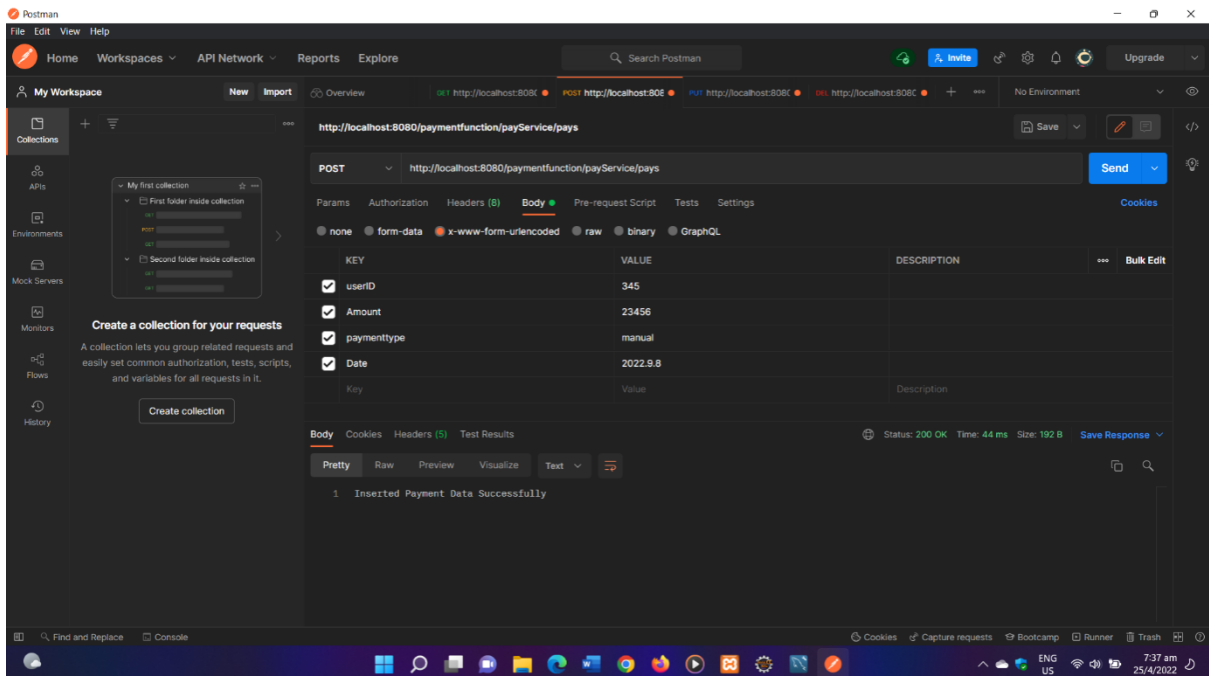 Postman
File Edit View Help
Home Workspaces API Network Reports Explore Search Postman Invite Upgrade
My Workspace New Import Overview GET http://localhost:808 POST http://localhost:808 PUT http://localhost:808 DEL http://localhost:808 No Environment
Collections
APIs
Environments
Mock Servers
Monitors
Flows
History
My first collection
First folder inside collection
GET
POST
GET
Second folder inside collection
GET
GET
Create a collection for your requests
A collection lets you group related requests and
easily set common authorization, tests, scripts,
and variables for all requests in it.
Create collection
http://localhost:8080/paymentfunction/payService/pays Save
POST http://localhost:8080/paymentfunction/payService/pays Send
Params Authorization Headers (8) Body Pre-request Script Tests Settings Cookies
none form-data x-www-form-urlencoded raw binary GraphQL
KEY VALUE DESCRIPTION Bulk Edit
userID 345
Amount 23456
paymenttype manual
Date 2022.9.8
Key Value Description
Body Cookies Headers (5) Test Results Status: 200 OK Time: 44 ms Size: 192 B Save Response
Pretty Raw Preview Visualize Text
1 Inserted Payment Data Successfully
Find and Replace Console Cookies Capture requests Bootcamp Runner Trash
ENG 7:37 am
US 25/4/2022